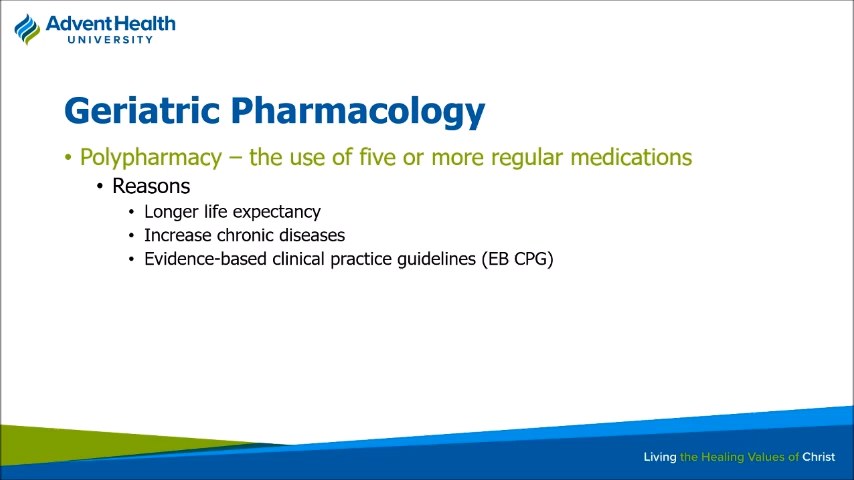 AdventHealth
UNIVERSITY
Geriatric Pharmacology
• Polypharmacy – the use of five or more regular medications
• Reasons
• Longer life expectancy
• Increase chronic diseases
• Evidence-based clinical practice guidelines (EB CPG)
Living the Healing Values of Christ